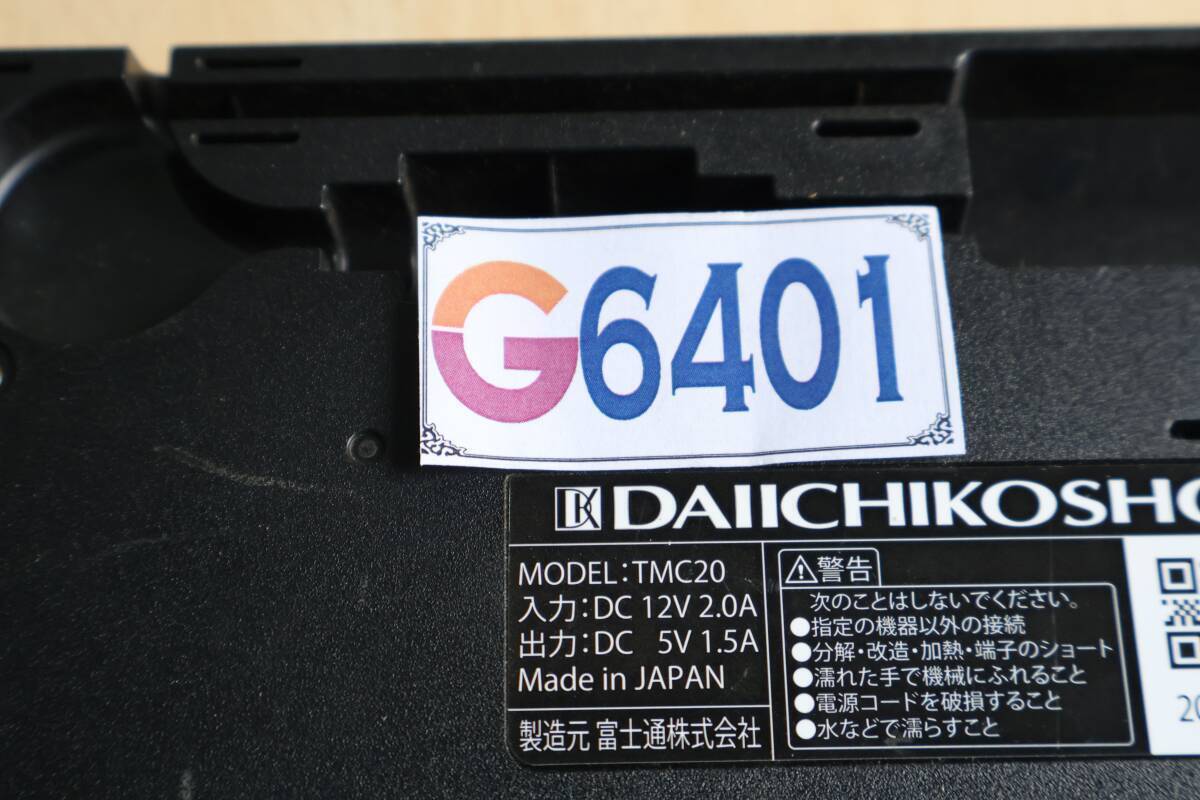 G6401
DK DAIICHIKOSHO
MODEL:TMC20
入力:DC 12V 2.0A
出力:DC 5V 1.5A
Made in JAPAN
製造元 富士通株式会社
警告
次のことはしないでください。
●指定の機器以外の接続
●分解・改造・加熱・端子のショート
●濡れた手で機械にふれること
●電源コードを破損すること
●水などで濡らすこと
20